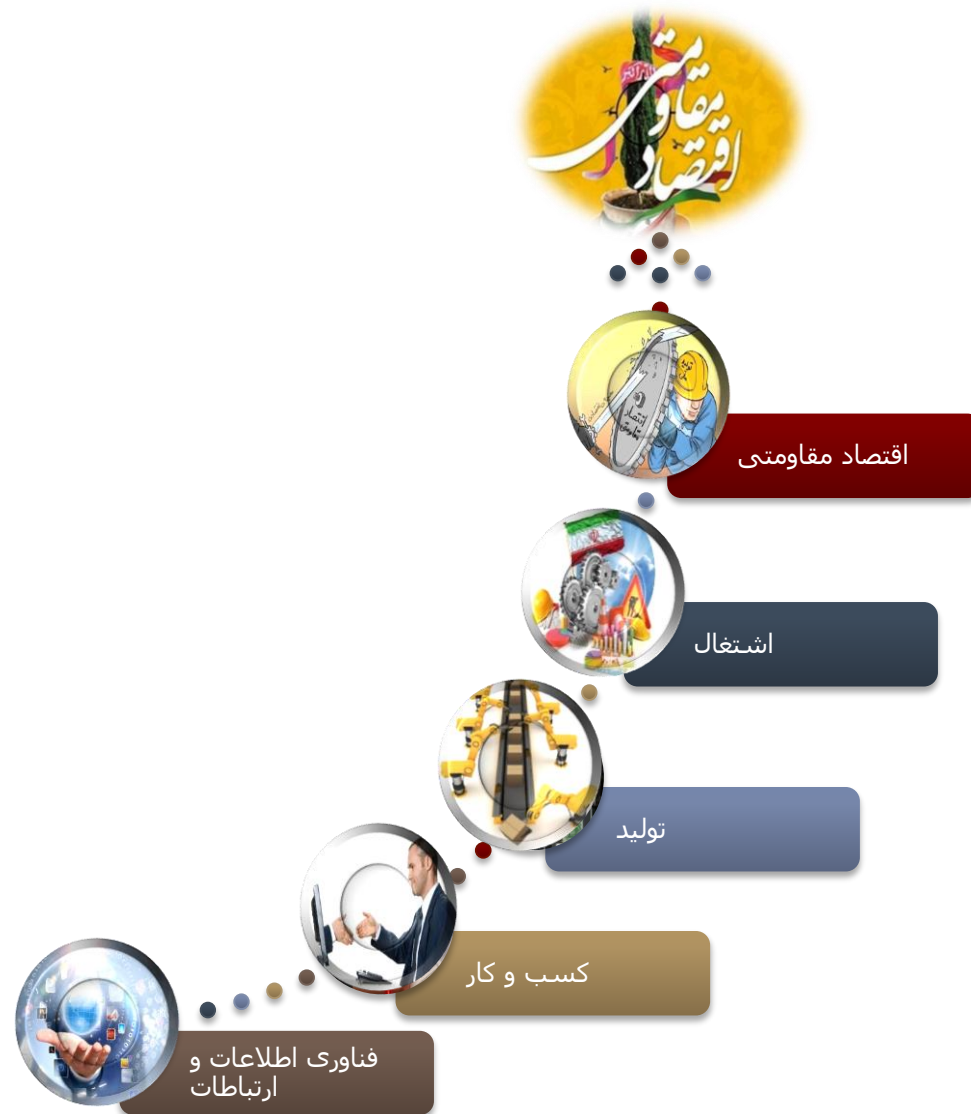 اقتصاد
مقاومتی
اقتصاد مقاومتی
اشتغال
تولید
کسب و کار
فناوری اطلاعات و
ارتباطات